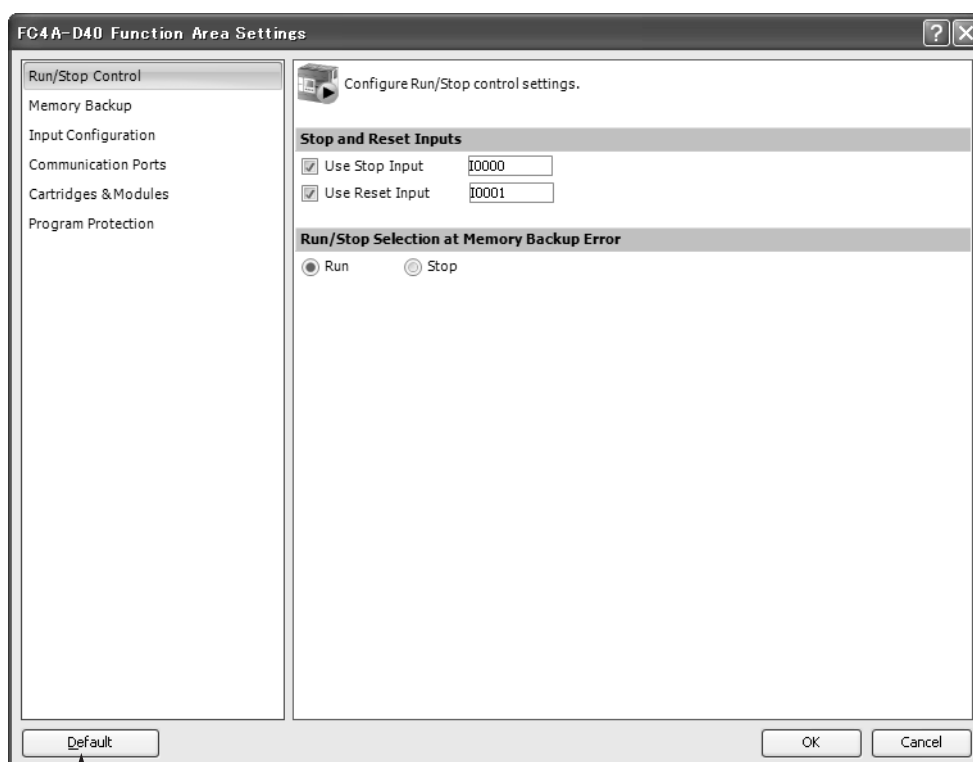 FC4A-D40 Function Area Settings
Run/Stop Control
Memory Backup
Input Configuration
Communication Ports
Cartridges & Modules
Program Protection
Configure Run/Stop control settings.
Stop and Reset Inputs
Use Stop Input I0000
Use Reset Input I0001
Run/Stop Selection at Memory Backup Error
Run Stop
Default OK Cancel